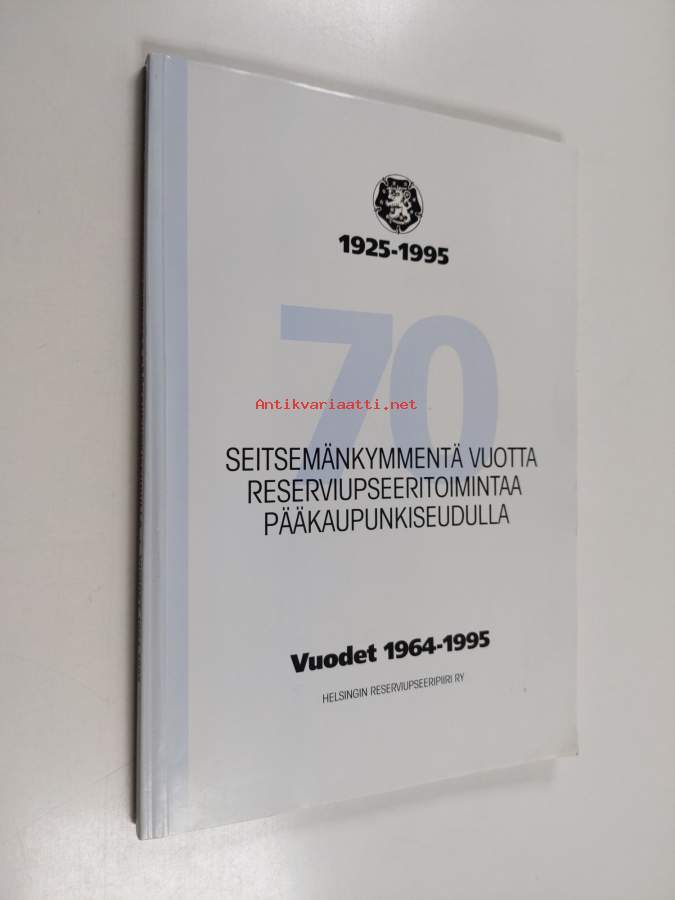 1925-1995
70
Antikvariaatti.net
SEITSEMÄNKYMMENTÄ VUOTTA
RESERVIUPSEERITOIMINTAA
PÄÄKAUPUNKISEUDULLA
Vuodet 1964-1995
HELSINGIN RESERVIUPSEERIPIIRI RY